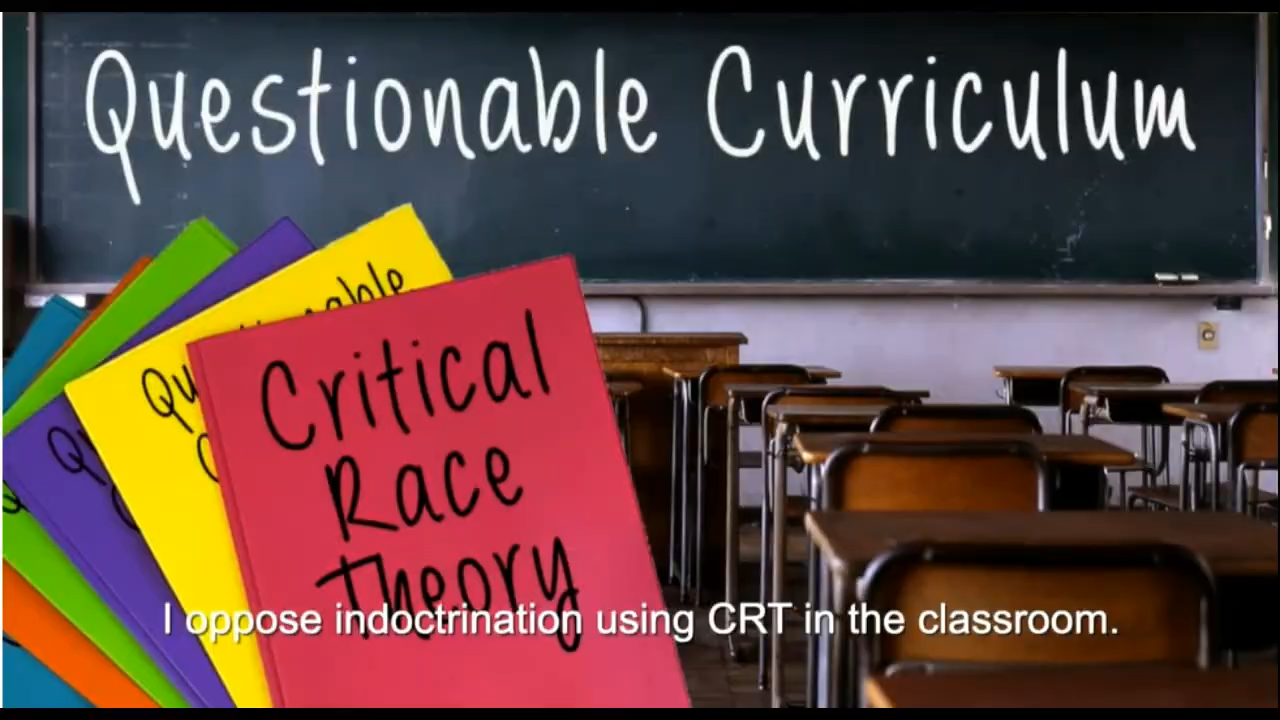 Questionable Curriculum
Critical
Race
Theory
I oppose indoctrination using CRT in the classroom.